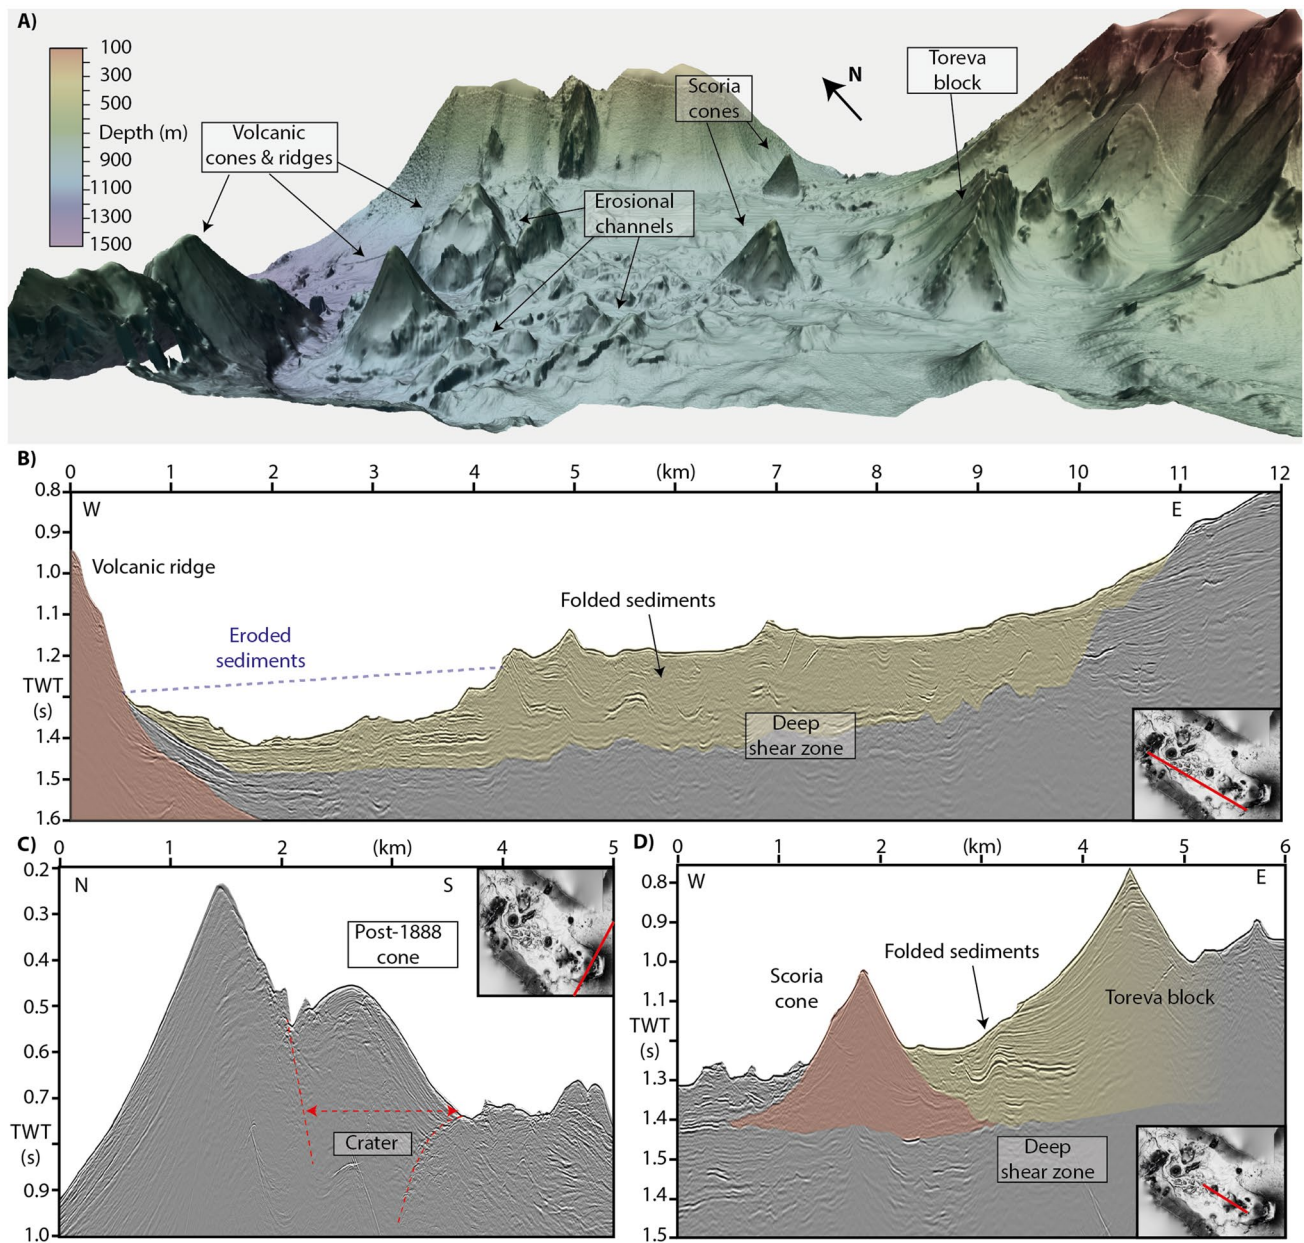 A)
100
300
500
Depth (m)
900
1100
1300
1500
Volcanic
cones & ridges
Scoria
cones
N
Toreva
block
Erosional
channels
B)
0 1 2 3 4 5 (km) 7 8 9 10 11 12
0.8
0.9
1.0
1.1
1.2
TWT
(s)
1.4
1.5
1.6
W
E
Volcanic ridge
Eroded
sediments
Folded sediments
Deep
shear zone
C)
0 1 2 (km) 4 5
0.2
0.3
0.4
0.5
0.6
0.7
TWT
(s)
0.9
1.0
N
S
Post-1888
cone
Crater
D)
0 1 2 (km) 4 5 6
0.8
0.9
1.0
1.1
TWT
(s)
1.3
1.4
1.5
1.4
1.5
W
E
Scoria
cone
Folded sediments
Toreva block
Deep
shear zone